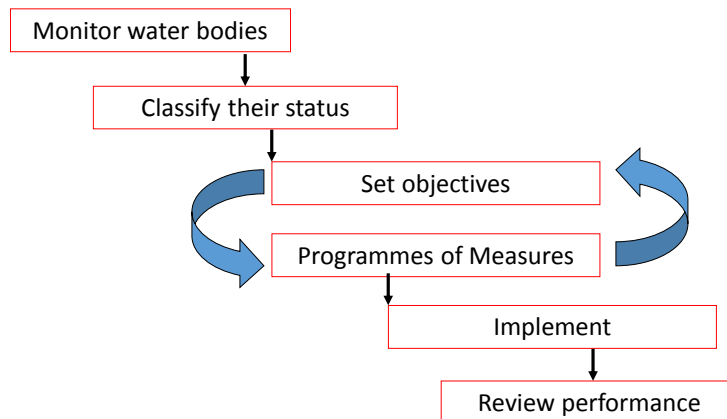 Monitor water bodies
Classify their status
Set objectives
Programmes of Measures
Implement
Review performance